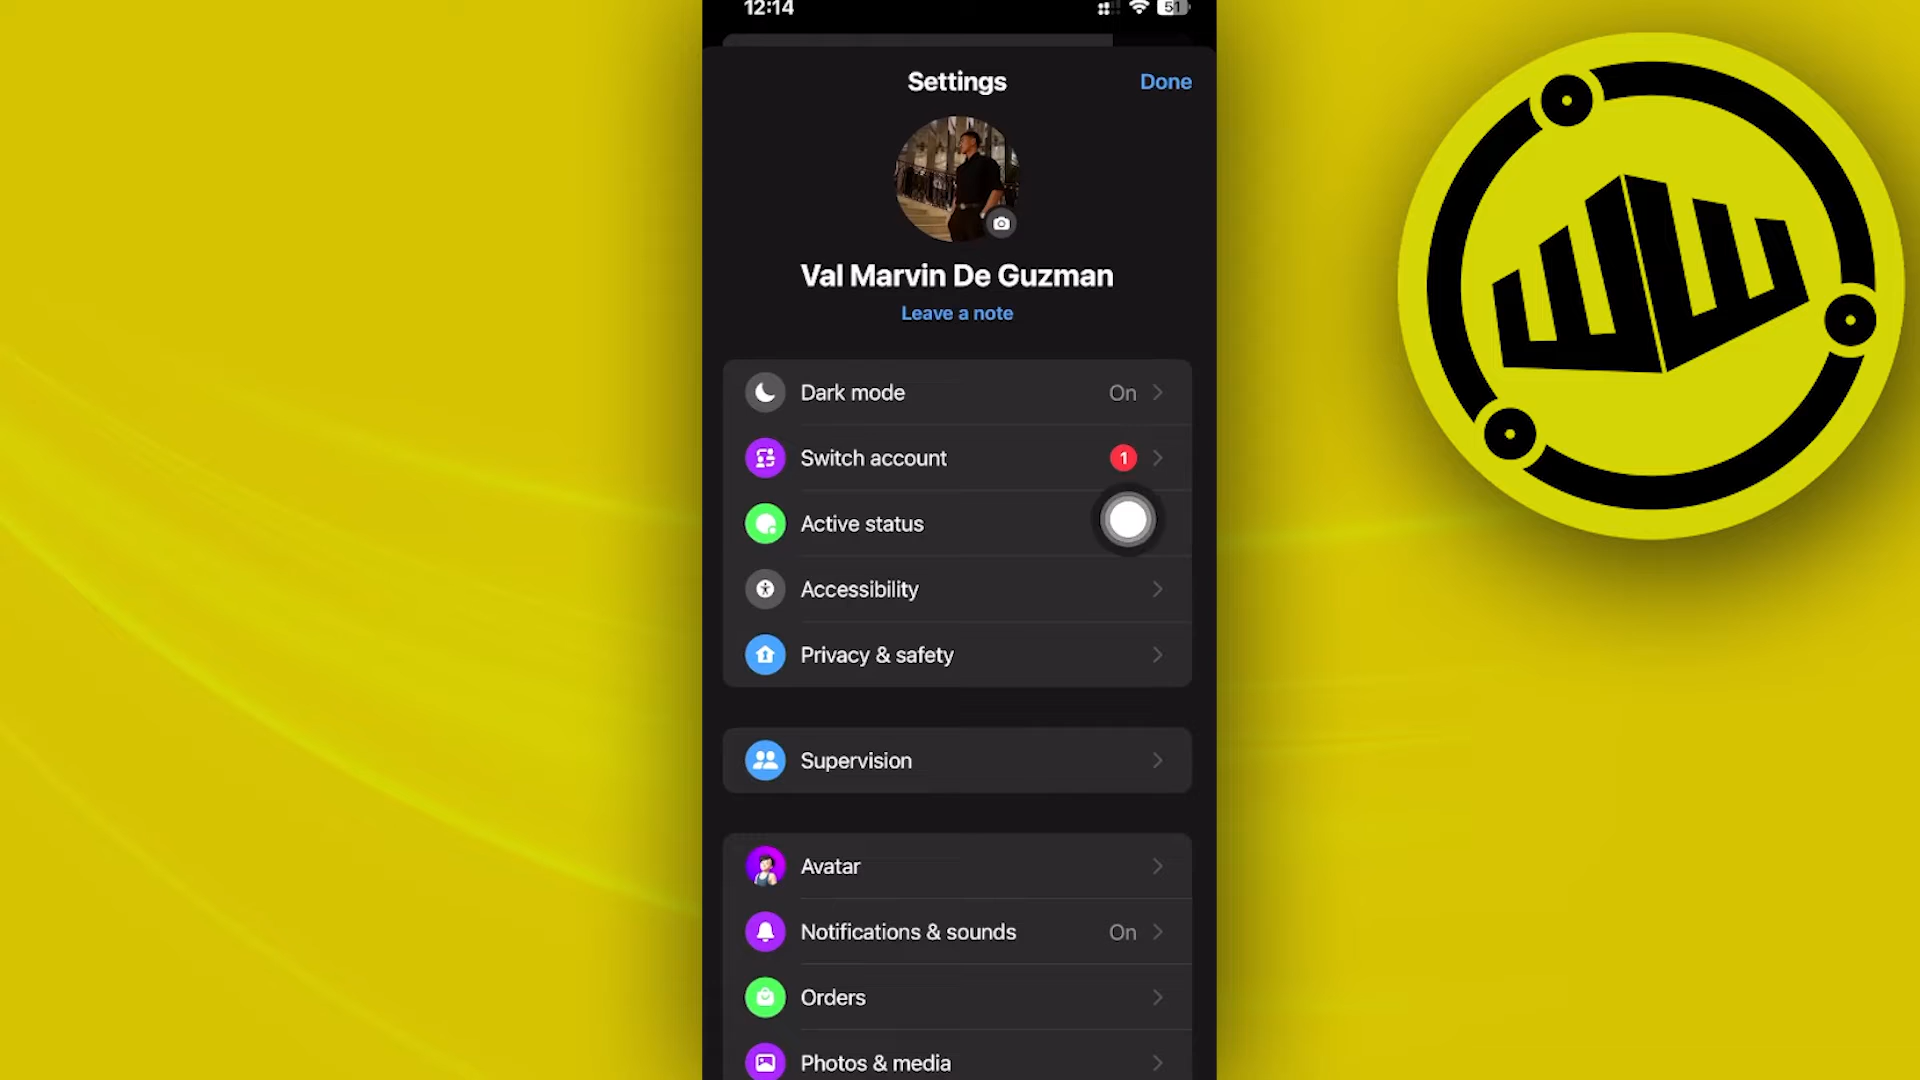 12:14
51
Settings
Done
Val Marvin De Guzman
Leave a note
Dark mode
On
Switch account
1
Active status
Accessibility
Privacy & safety
Supervision
Avatar
Notifications & sounds
On
Orders
Photos & media